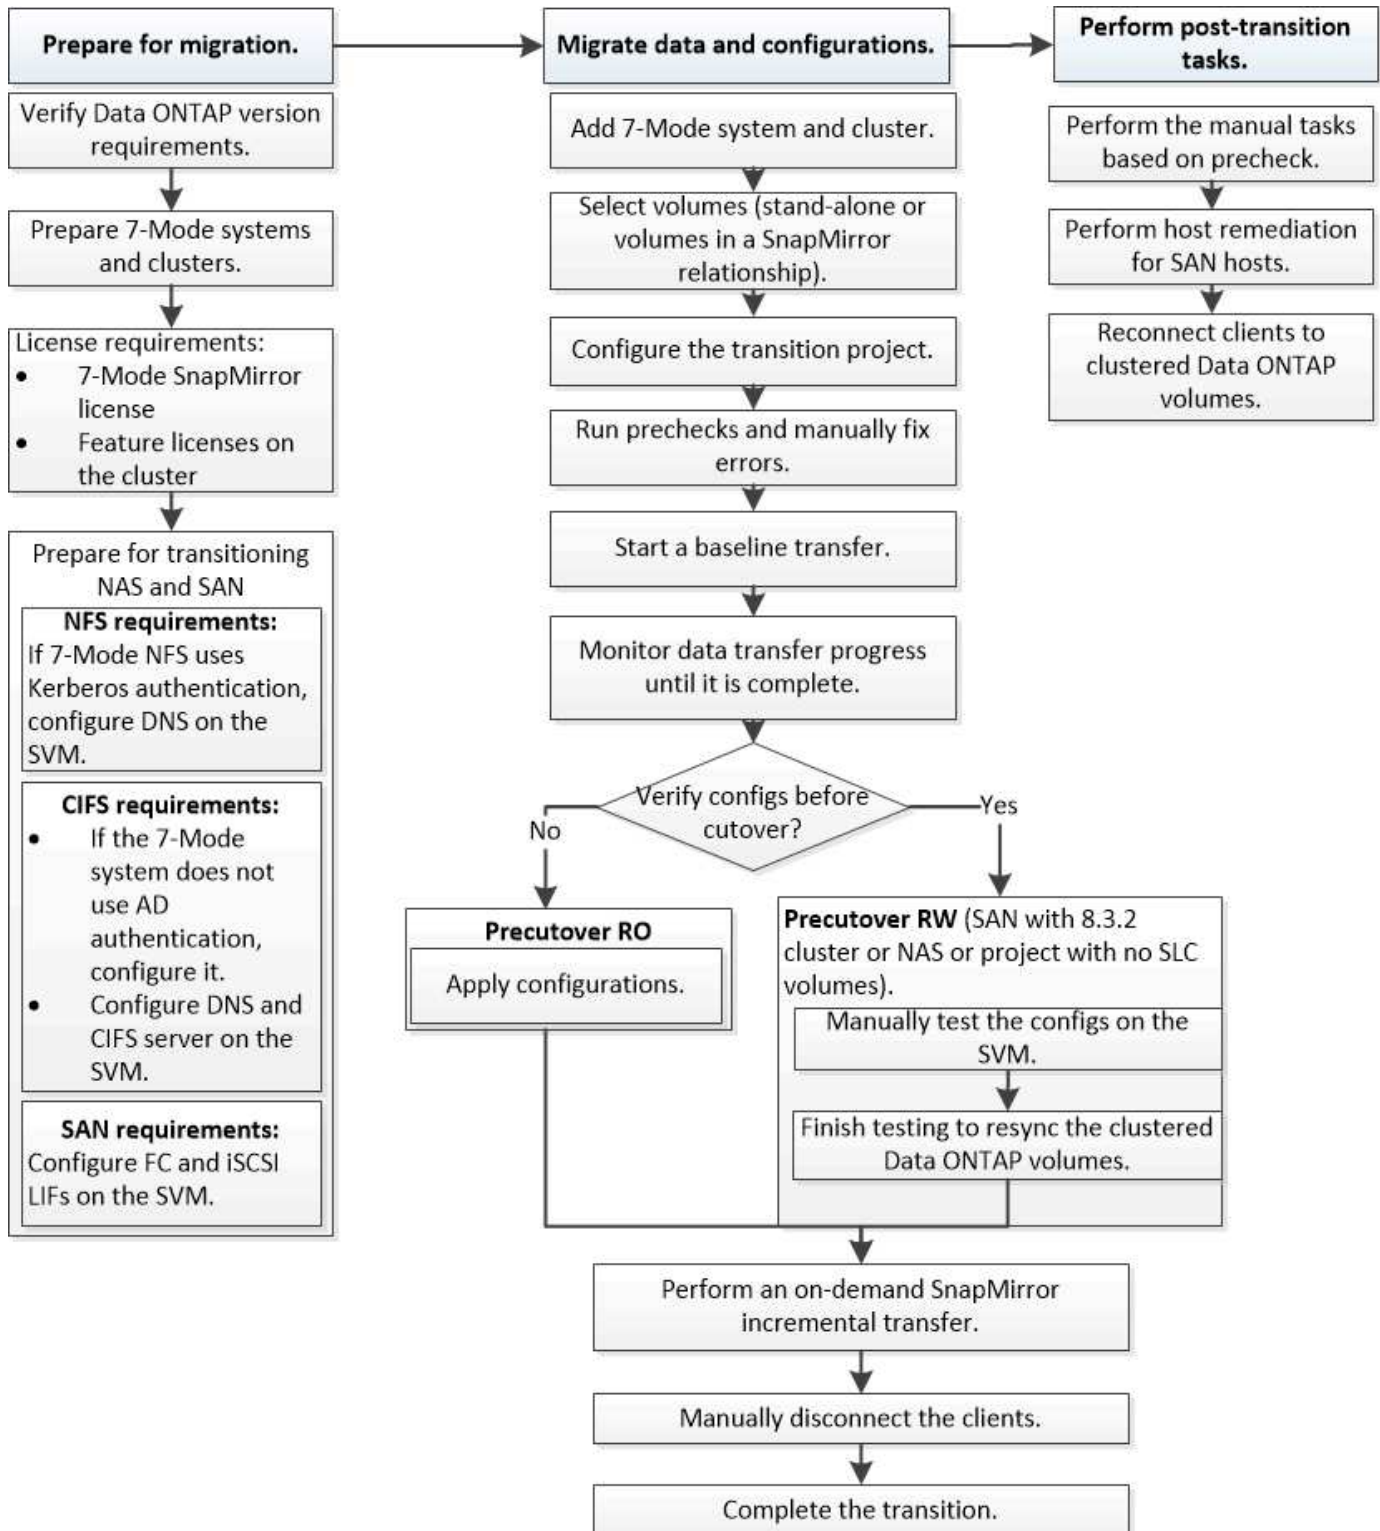 Prepare for migration.
Verify Data ONTAP version
requirements.
Prepare 7-Mode systems
and clusters.
License requirements:
• 7-Mode SnapMirror
license
• Feature licenses on
the cluster
Prepare for transitioning
NAS and SAN
NFS requirements:
If 7-Mode NFS uses
Kerberos authentication,
configure DNS on the
SVM.
CIFS requirements:
• If the 7-Mode
system does not
use AD
authentication,
configure it.
• Configure DNS and
CIFS server on the
SVM.
SAN requirements:
Configure FC and iSCSI
LIFs on the SVM.
Migrate data and configurations.
Add 7-Mode system and cluster.
Select volumes (stand-alone or
volumes in a SnapMirror
relationship).
Configure the transition project.
Run prechecks and manually fix
errors.
Start a baseline transfer.
Monitor data transfer progress
until it is complete.
Verify configs before
cutover?
No
Yes
Precutover RO
Apply configurations.
Precutover RW (SAN with 8.3.2
cluster or NAS or project with no SLC
volumes).
Manually test the configs on the
SVM.
Finish testing to resync the clustered
Data ONTAP volumes.
Perform an on-demand SnapMirror
incremental transfer.
Manually disconnect the clients.
Complete the transition.
Perform post-transition
tasks.
Perform the manual tasks
based on precheck.
Perform host remediation
for SAN hosts.
Reconnect clients to
clustered Data ONTAP
volumes.